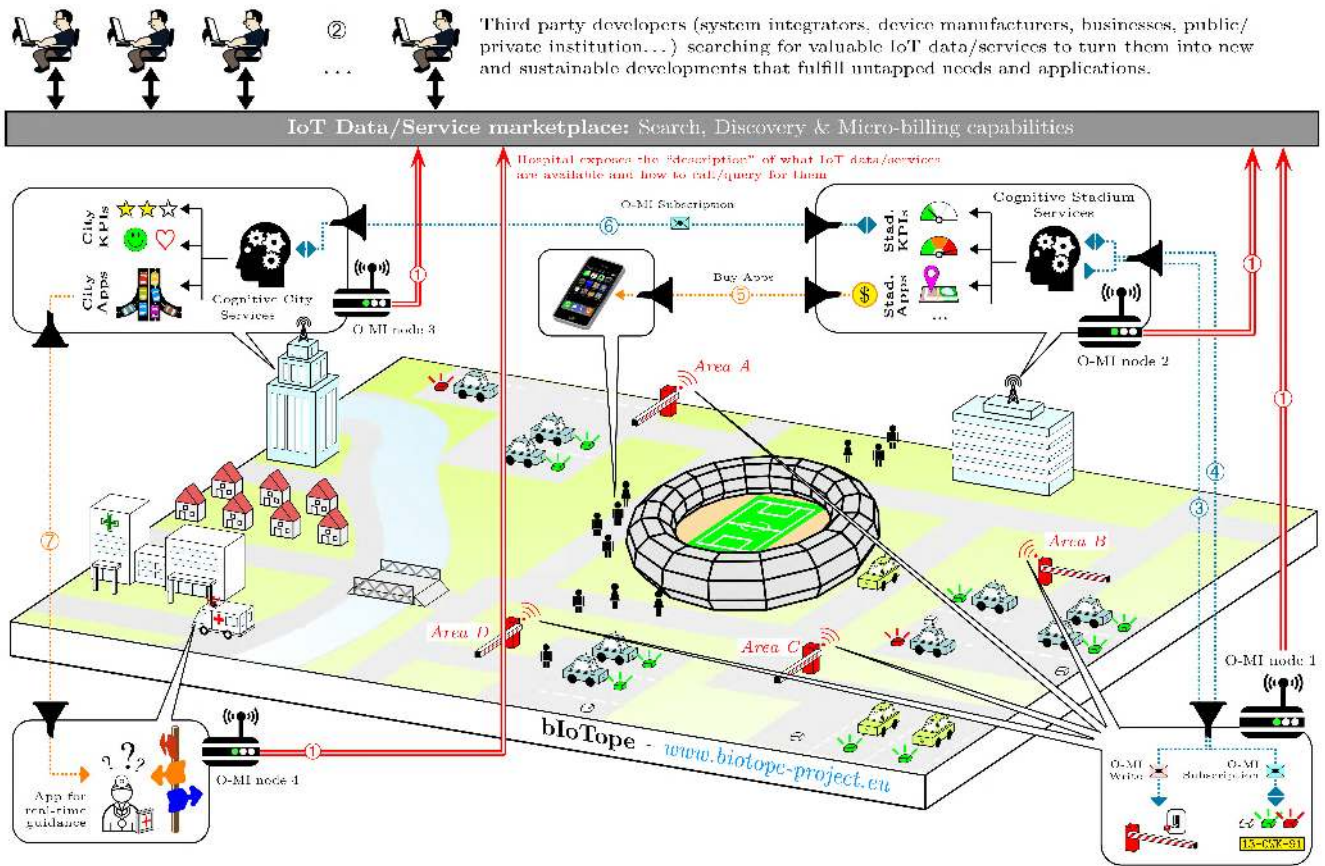 ②
Third party developers (system integrators, device manufacturers, businesses, public/
private institution...) searching for valuable IoT data/services to turn them into new
and sustainable developments that fulfill untapped needs and applications.
...
IoT Data/Service marketplace: Search, Discovery & Micro-billing capabilities
Hospital exposes the "description" of what IoT data/services
are available and how to call/query for them
City
KPIs
City
Apps
Cognitive City
Services
O-MI node 3
①
O-MI Subscription
⑥
Buy Apps
⑤
Stad.
KPIs
Stad.
Apps
$
...
Cognitive Stadium
Services
O-MI node 2
①
①
③
④
⑦
Area A
Area B
Area C
Area D
O-MI node 1
bIoTope - www.biotope-project.eu
App for
real-time
guidance
? ? ?
O-MI node 4
①
O-MI
Write
O-MI
Subscription